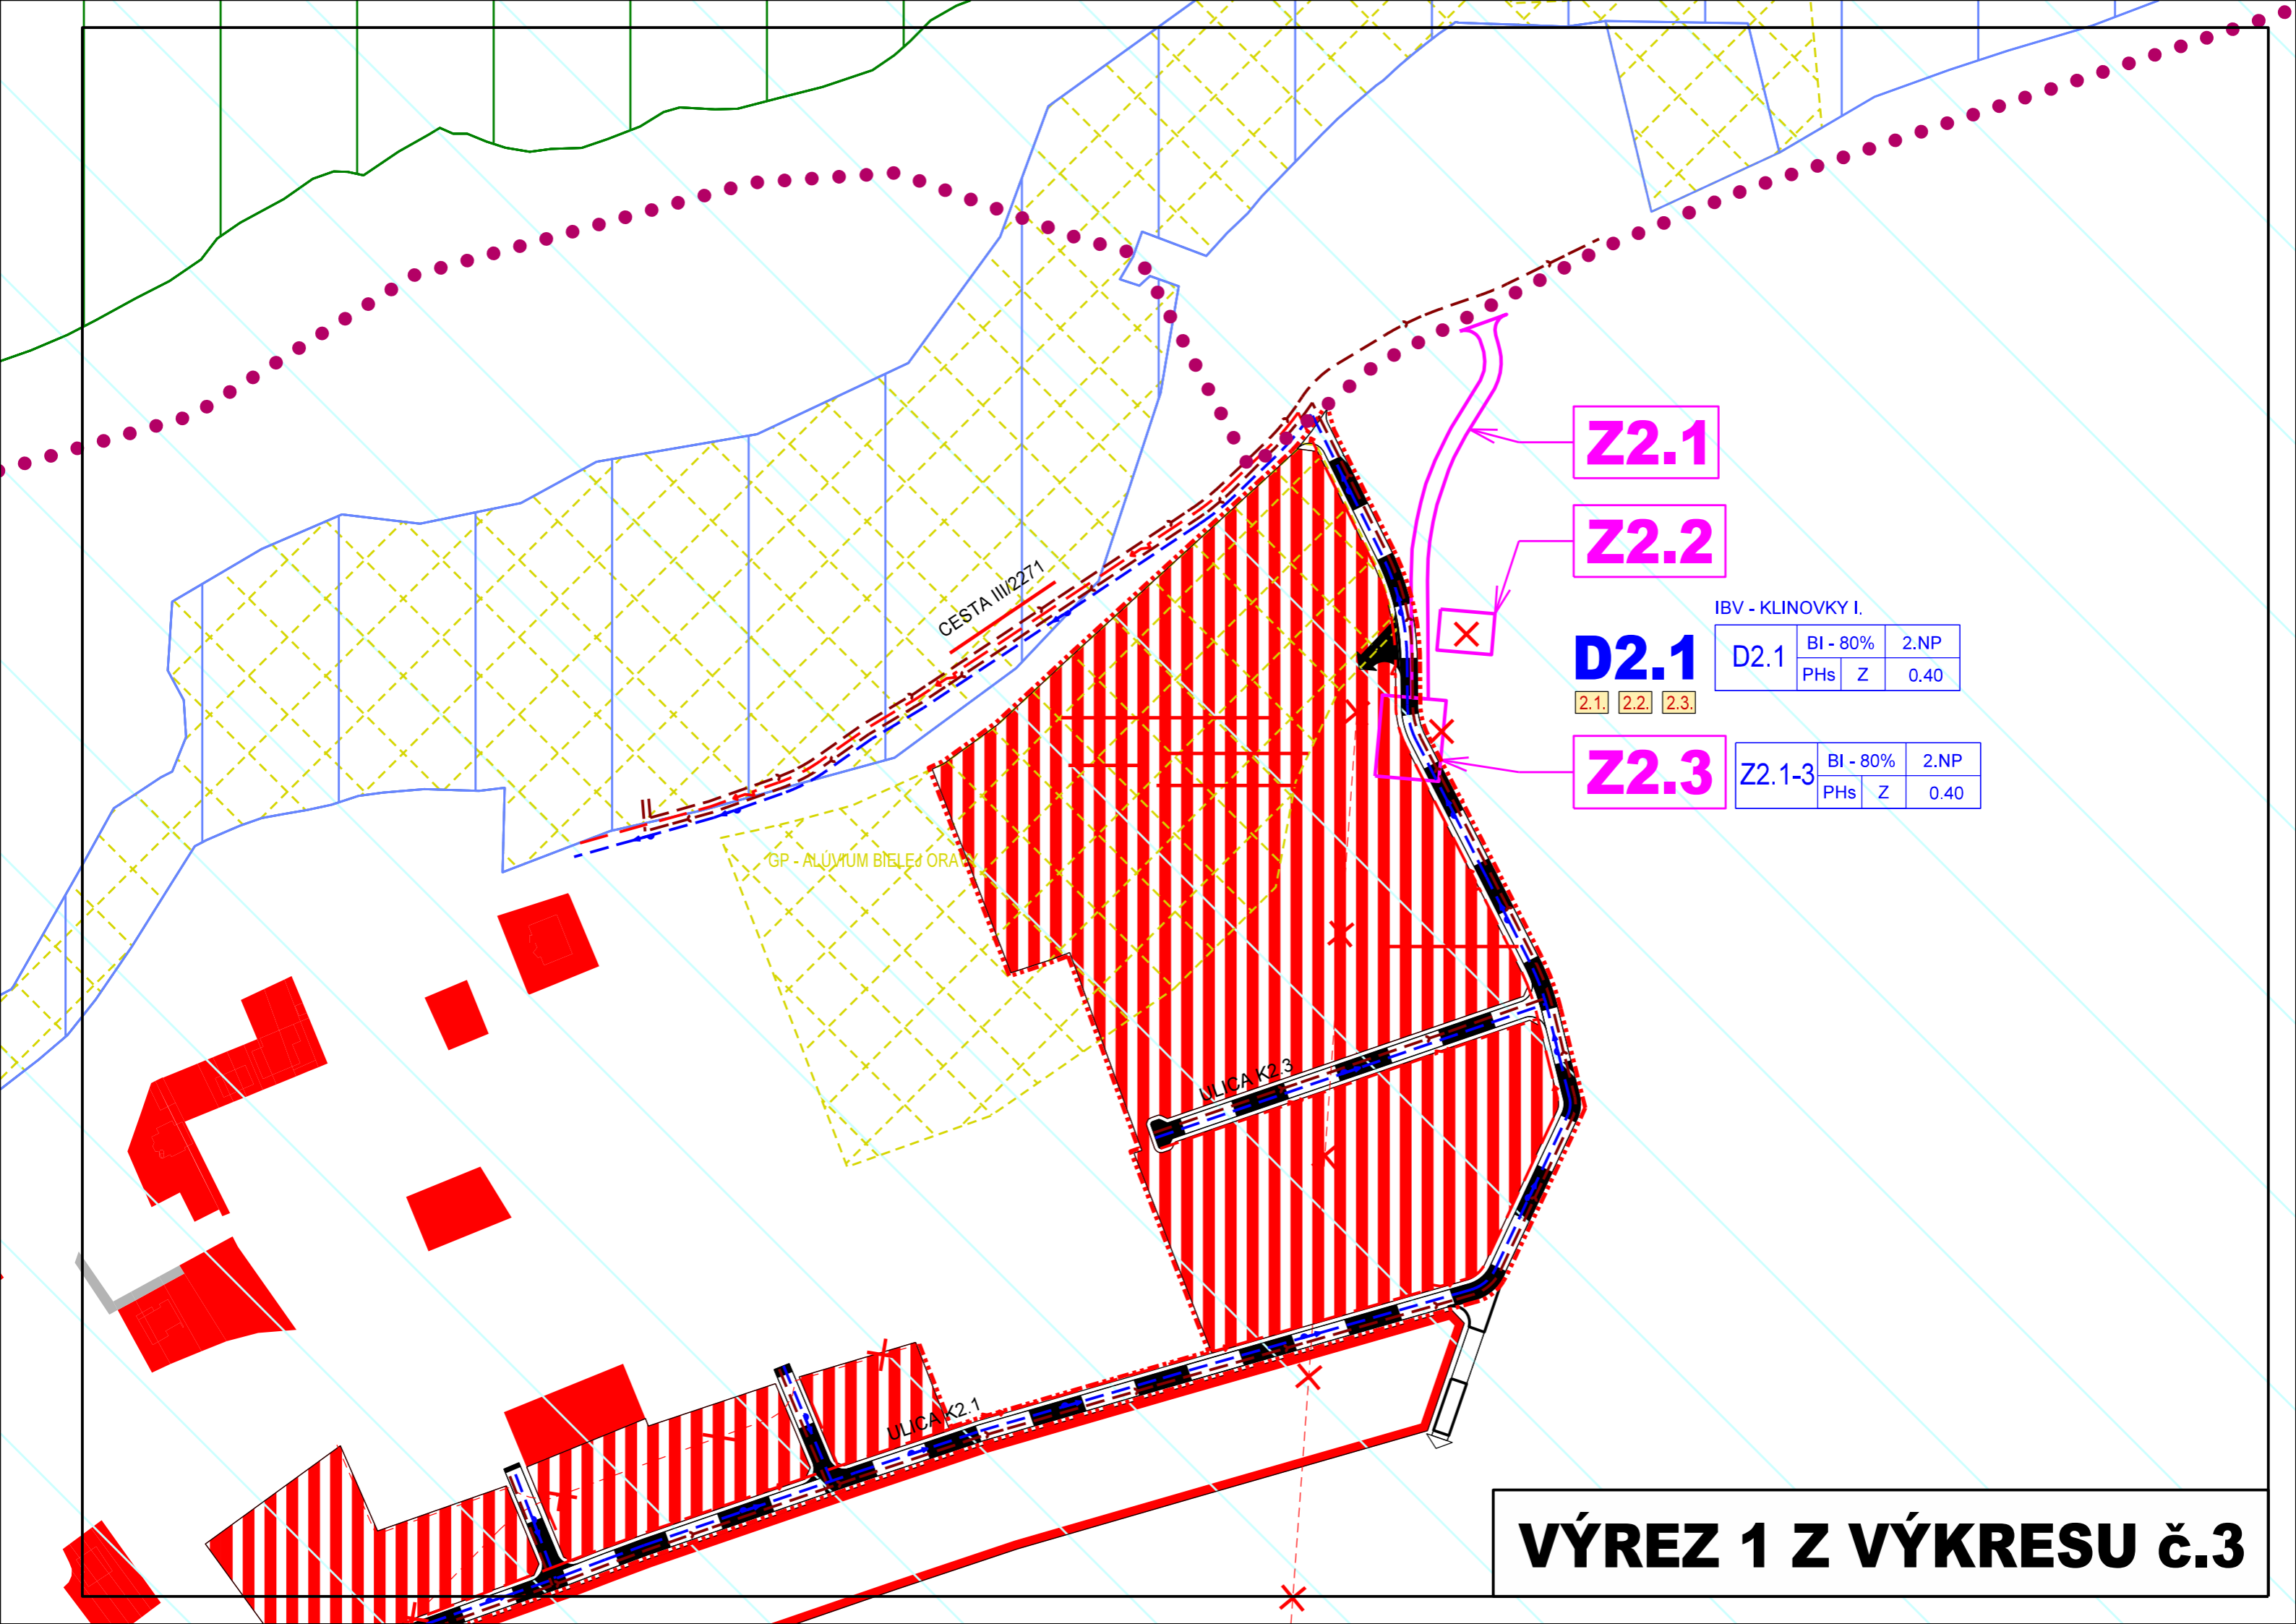 CESTA III/2271
Z2.1
Z2.2
IBV - KLINOVKY I.
D2.1
D2.1 BI - 80% 2.NP
PHs Z 0.40
2.1. 2.2. 2.3.
Z2.3
Z2.1-3 BI - 80% 2.NP
PHs Z 0.40
GP - ALÚVIUM BIELEJ ORAVY
ULICA K2.3
ULICA K2.1
VÝREZ 1 Z VÝKRESU č.3